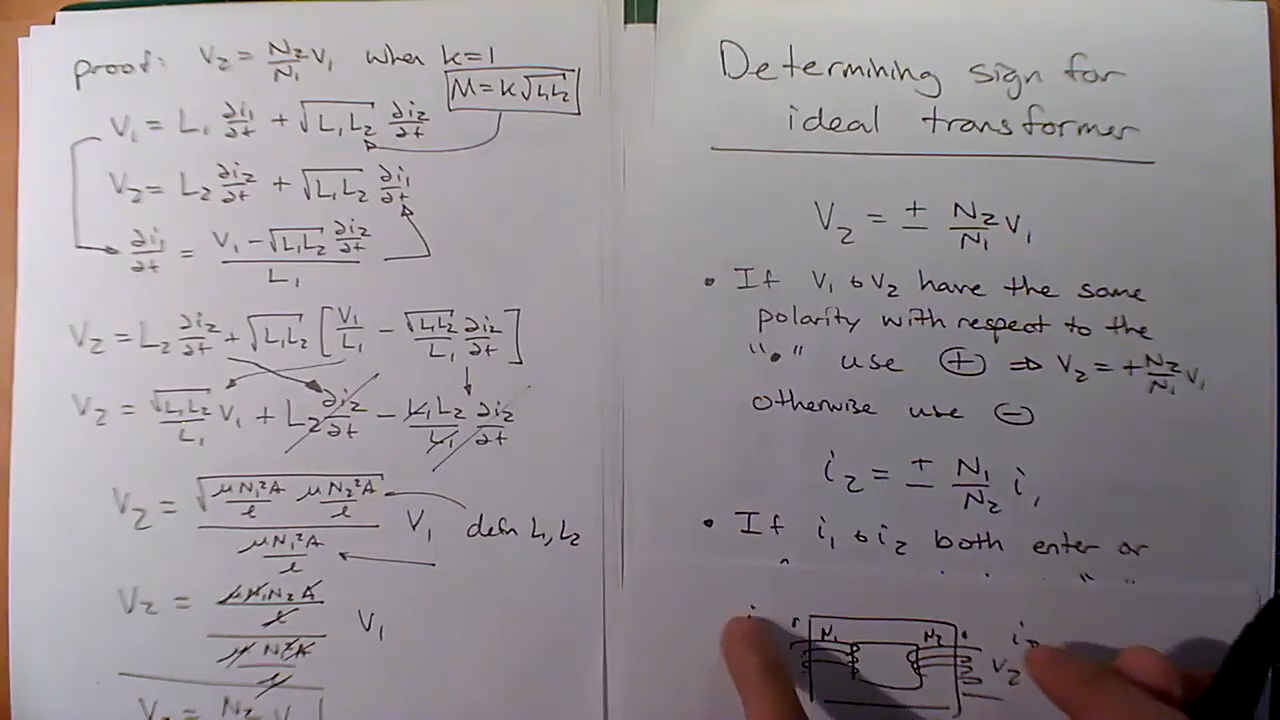 proof: V₂ = N₂/N₁ V₁ when k=1
M = k√L₁L₂
V₁ = L₁ ∂i₁/∂t + √L₁L₂ ∂i₂/∂t
V₂ = L₂ ∂i₂/∂t + √L₁L₂ ∂i₁/∂t
∂i₁/∂t = (V₁ - √L₁L₂ ∂i₂/∂t)/L₁
V₂ = L₂ ∂i₂/∂t + √L₁L₂ [V₁/L₁ - √L₁L₂/L₁ ∂i₂/∂t]
V₂ = √L₁L₂/L₁ V₁ + L₂ ∂i₂/∂t - L₁L₂/L₁ ∂i₂/∂t
V₂ = √(μN₁²A/l μN₂²A/l)/(μN₁²A/l) V₁ defn L₁, L₂
V₂ = (μN₁N₂A/l)/(μN₁²A/l) V₁
Determining sign for
ideal transformer
V₂ = ± N₂/N₁ V₁
• If V₁ & V₂ have the same
polarity with respect to the
"•" use ⊕ ⇒ V₂ = +N₂/N₁ V₁
otherwise use ⊖
i₂ = ± N₁/N₂ i₁
• If i₁ & i₂ both enter or
N₁ N₂ i₂
V₂